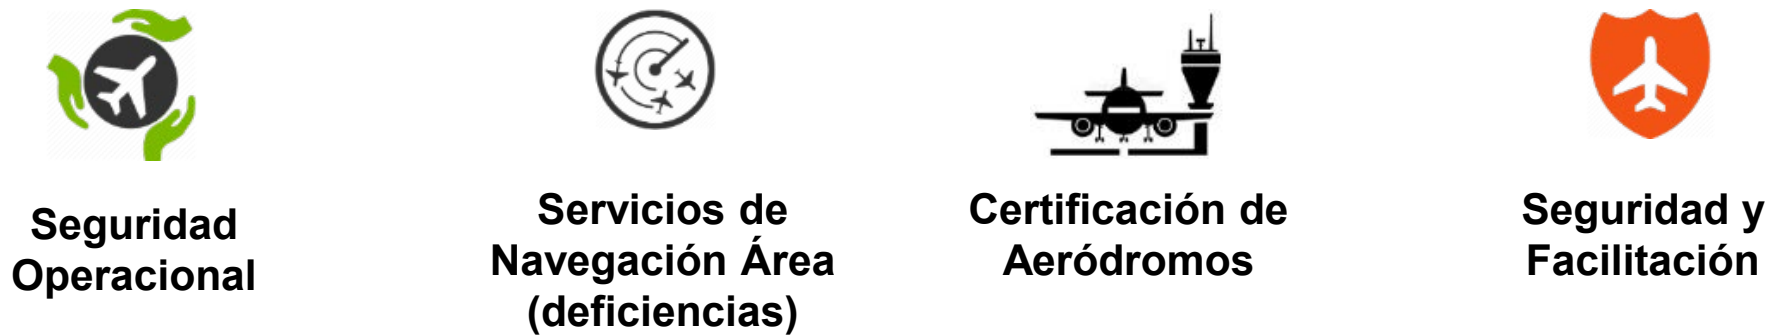 Seguridad
Operacional
Servicios de
Navegación Área
(deficiencias)
Certificación de
Aeródromos
Seguridad y
Facilitación